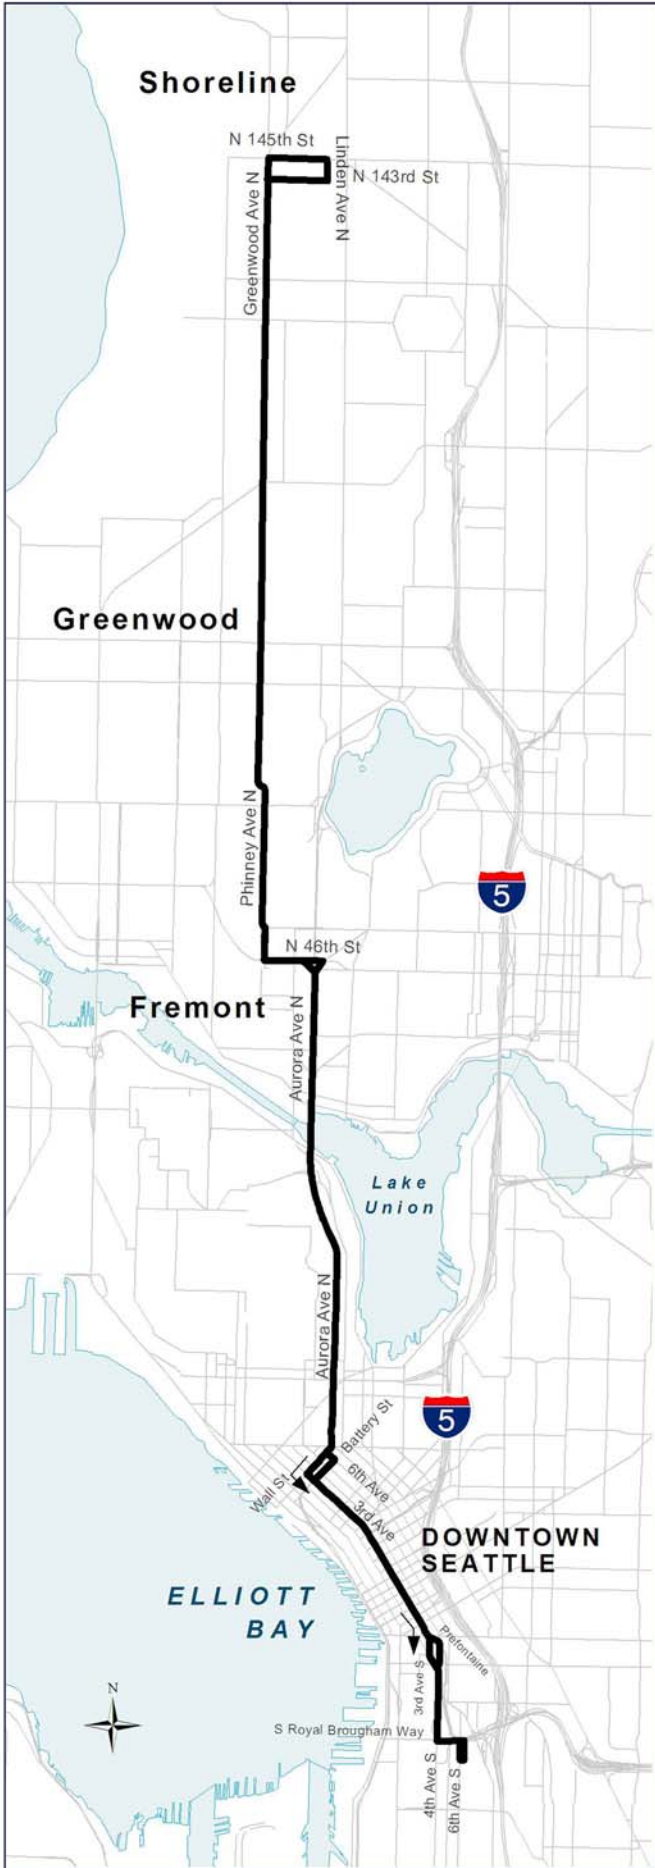 Shoreline
N 145th St
Linden Ave N
N 143rd St
Greenwood Ave N
Greenwood
Phinney Ave N
5
N 46th St
Fremont
Aurora Ave N
Lake
Union
Aurora Ave N
5
Battery St
6th Ave
Wall St
3rd Ave
DOWNTOWN
SEATTLE
ELLIOTT
BAY
Prefontaine
3rd Ave S
N
S Royal Brougham Way
4th Ave S
6th Ave S